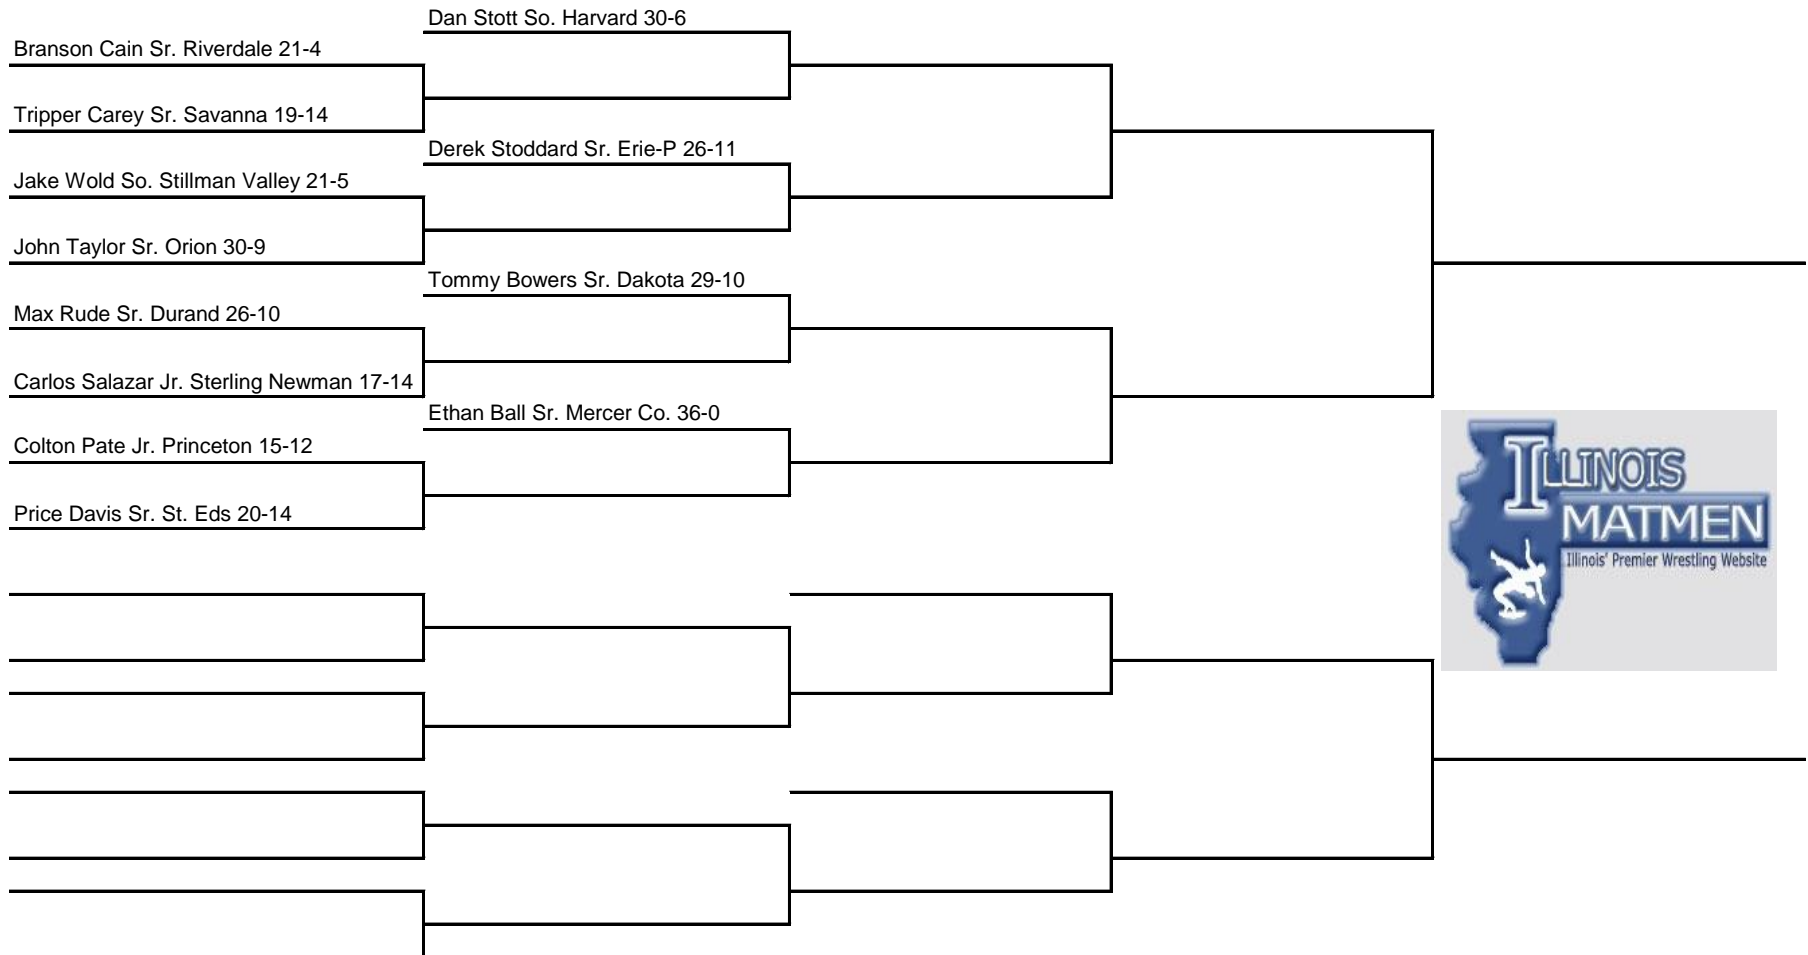 Dan Stott So. Harvard 30-6
Branson Cain Sr. Riverdale 21-4
Tripper Carey Sr. Savanna 19-14
Derek Stoddard Sr. Erie-P 26-11
Jake Wold So. Stillman Valley 21-5
John Taylor Sr. Orion 30-9
Tommy Bowers Sr. Dakota 29-10
Max Rude Sr. Durand 26-10
Carlos Salazar Jr. Sterling Newman 17-14
Ethan Ball Sr. Mercer Co. 36-0
Colton Pate Jr. Princeton 15-12
Price Davis Sr. St. Eds 20-14
ILLINOIS
MATMEN
Illinois' Premier Wrestling Website